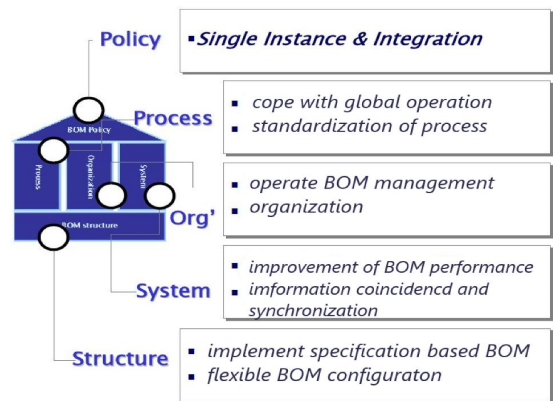 Policy
▪Single Instance & Integration
Process
▪ cope with global operation
▪ standardization of process
BOM Policy
Prozess
Organization
System
BOM structure
Org’
▪ operate BOM management
▪ organization
System
▪ improvement of BOM performance
▪ imformation coincidencd and
synchronization
Structure
▪ implement specification based BOM
▪ flexible BOM configuraton